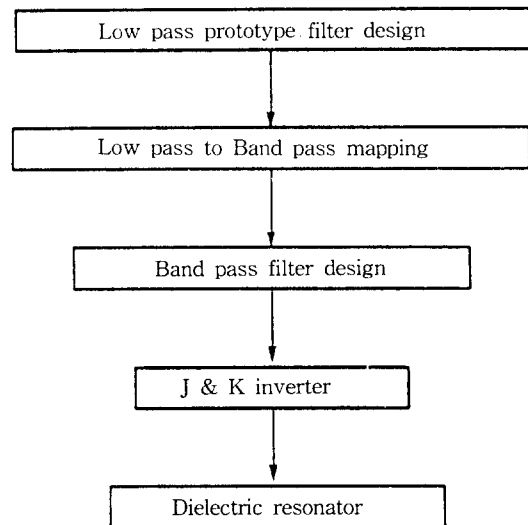 Low pass prototype filter design
Low pass to Band pass mapping
Band pass filter design
J & K inverter
Dielectric resonator